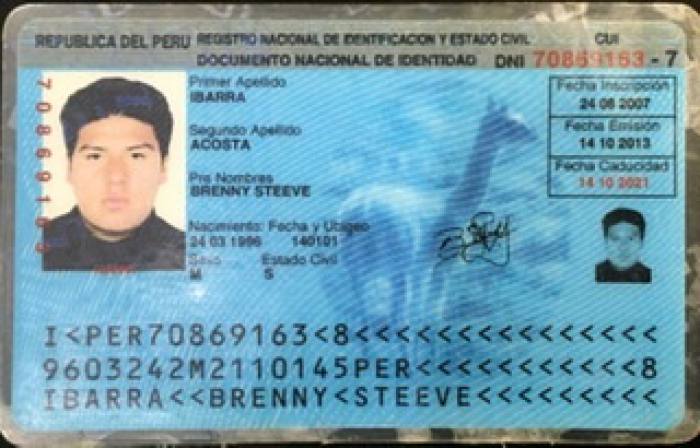 REPUBLICA DEL PERU REGISTRO NACIONAL DE IDENTIFICACION Y ESTADO CIVIL CUI
DOCUMENTO NACIONAL DE IDENTIDAD DNI 70869163 - 7
70869163
Primer Apellido
IBARRA
Segundo Apellido
ACOSTA
Pre Nombres
BRENNY STEEVE
Nacimiento: Fecha y Ubigeo
24 03 1996 140101
Sexo Estado Civil
M S
Fecha Inscripción
24 08 2007
Fecha Emisión
14 10 2013
Fecha Caducidad
14 10 2021
I<PER70869163<8<<<<<<<<<<<<<<<
9603242M2110145PER<<<<<<<<<<<8
IBARRA<<BRENNY<STEEVE<<<<<<<<<